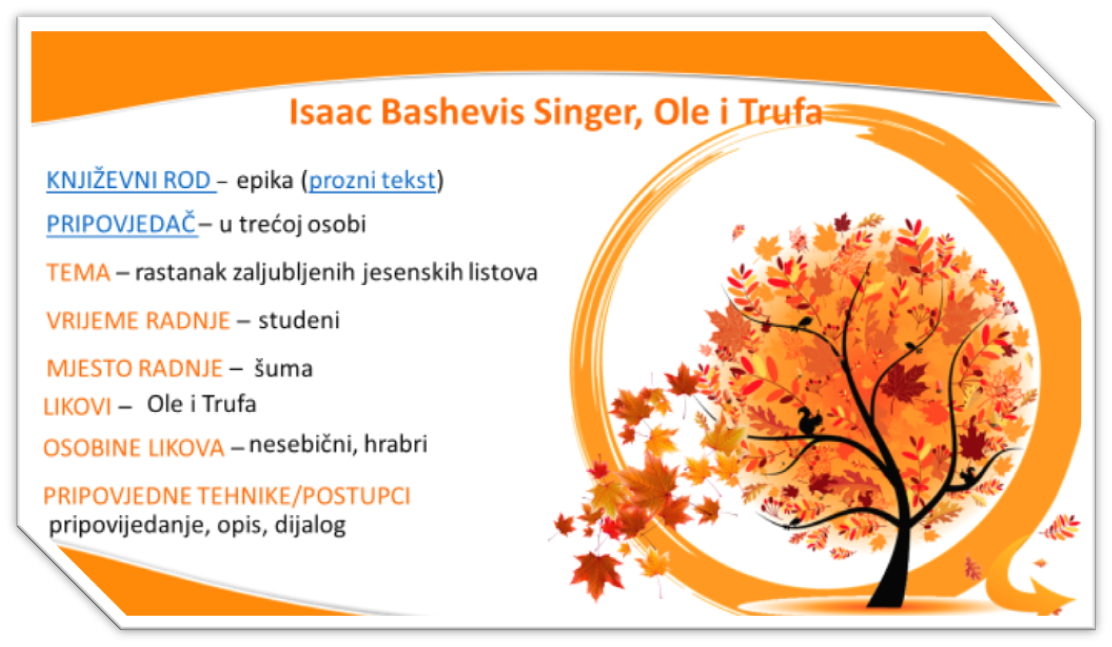 Isaac Bashevis Singer, Ole i Trufa
KNJIŽEVNI ROD – epika (prozni tekst)
PRIPOVJEDAČ – u trećoj osobi
TEMA – rastanak zaljubljenih jesenskih listova
VRIJEME RADNJE – studeni
MJESTO RADNJE – šuma
LIKOVI – Ole i Trufa
OSOBINE LIKOVA – nesebični, hrabri
PRIPOVJEDNE TEHNIKE/POSTUPCI
pripovijedanje, opis, dijalog